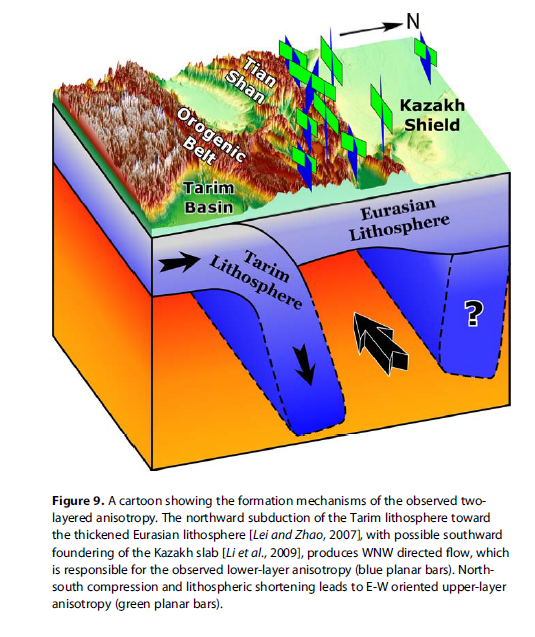 N
Tian
Shan
Kazakh
Shield
Orogenic
Belt
Tarim
Basin
Eurasian
Lithosphere
Tarim
Lithosphere
?
Figure 9. A cartoon showing the formation mechanisms of the observed two-
layered anisotropy. The northward subduction of the Tarim lithosphere toward
the thickened Eurasian lithosphere [Lei and Zhao, 2007], with possible southward
foundering of the Kazakh slab [Li et al., 2009], produces WNW directed flow, which
is responsible for the observed lower-layer anisotropy (blue planar bars). North-
south compression and lithospheric shortening leads to E-W oriented upper-layer
anisotropy (green planar bars).